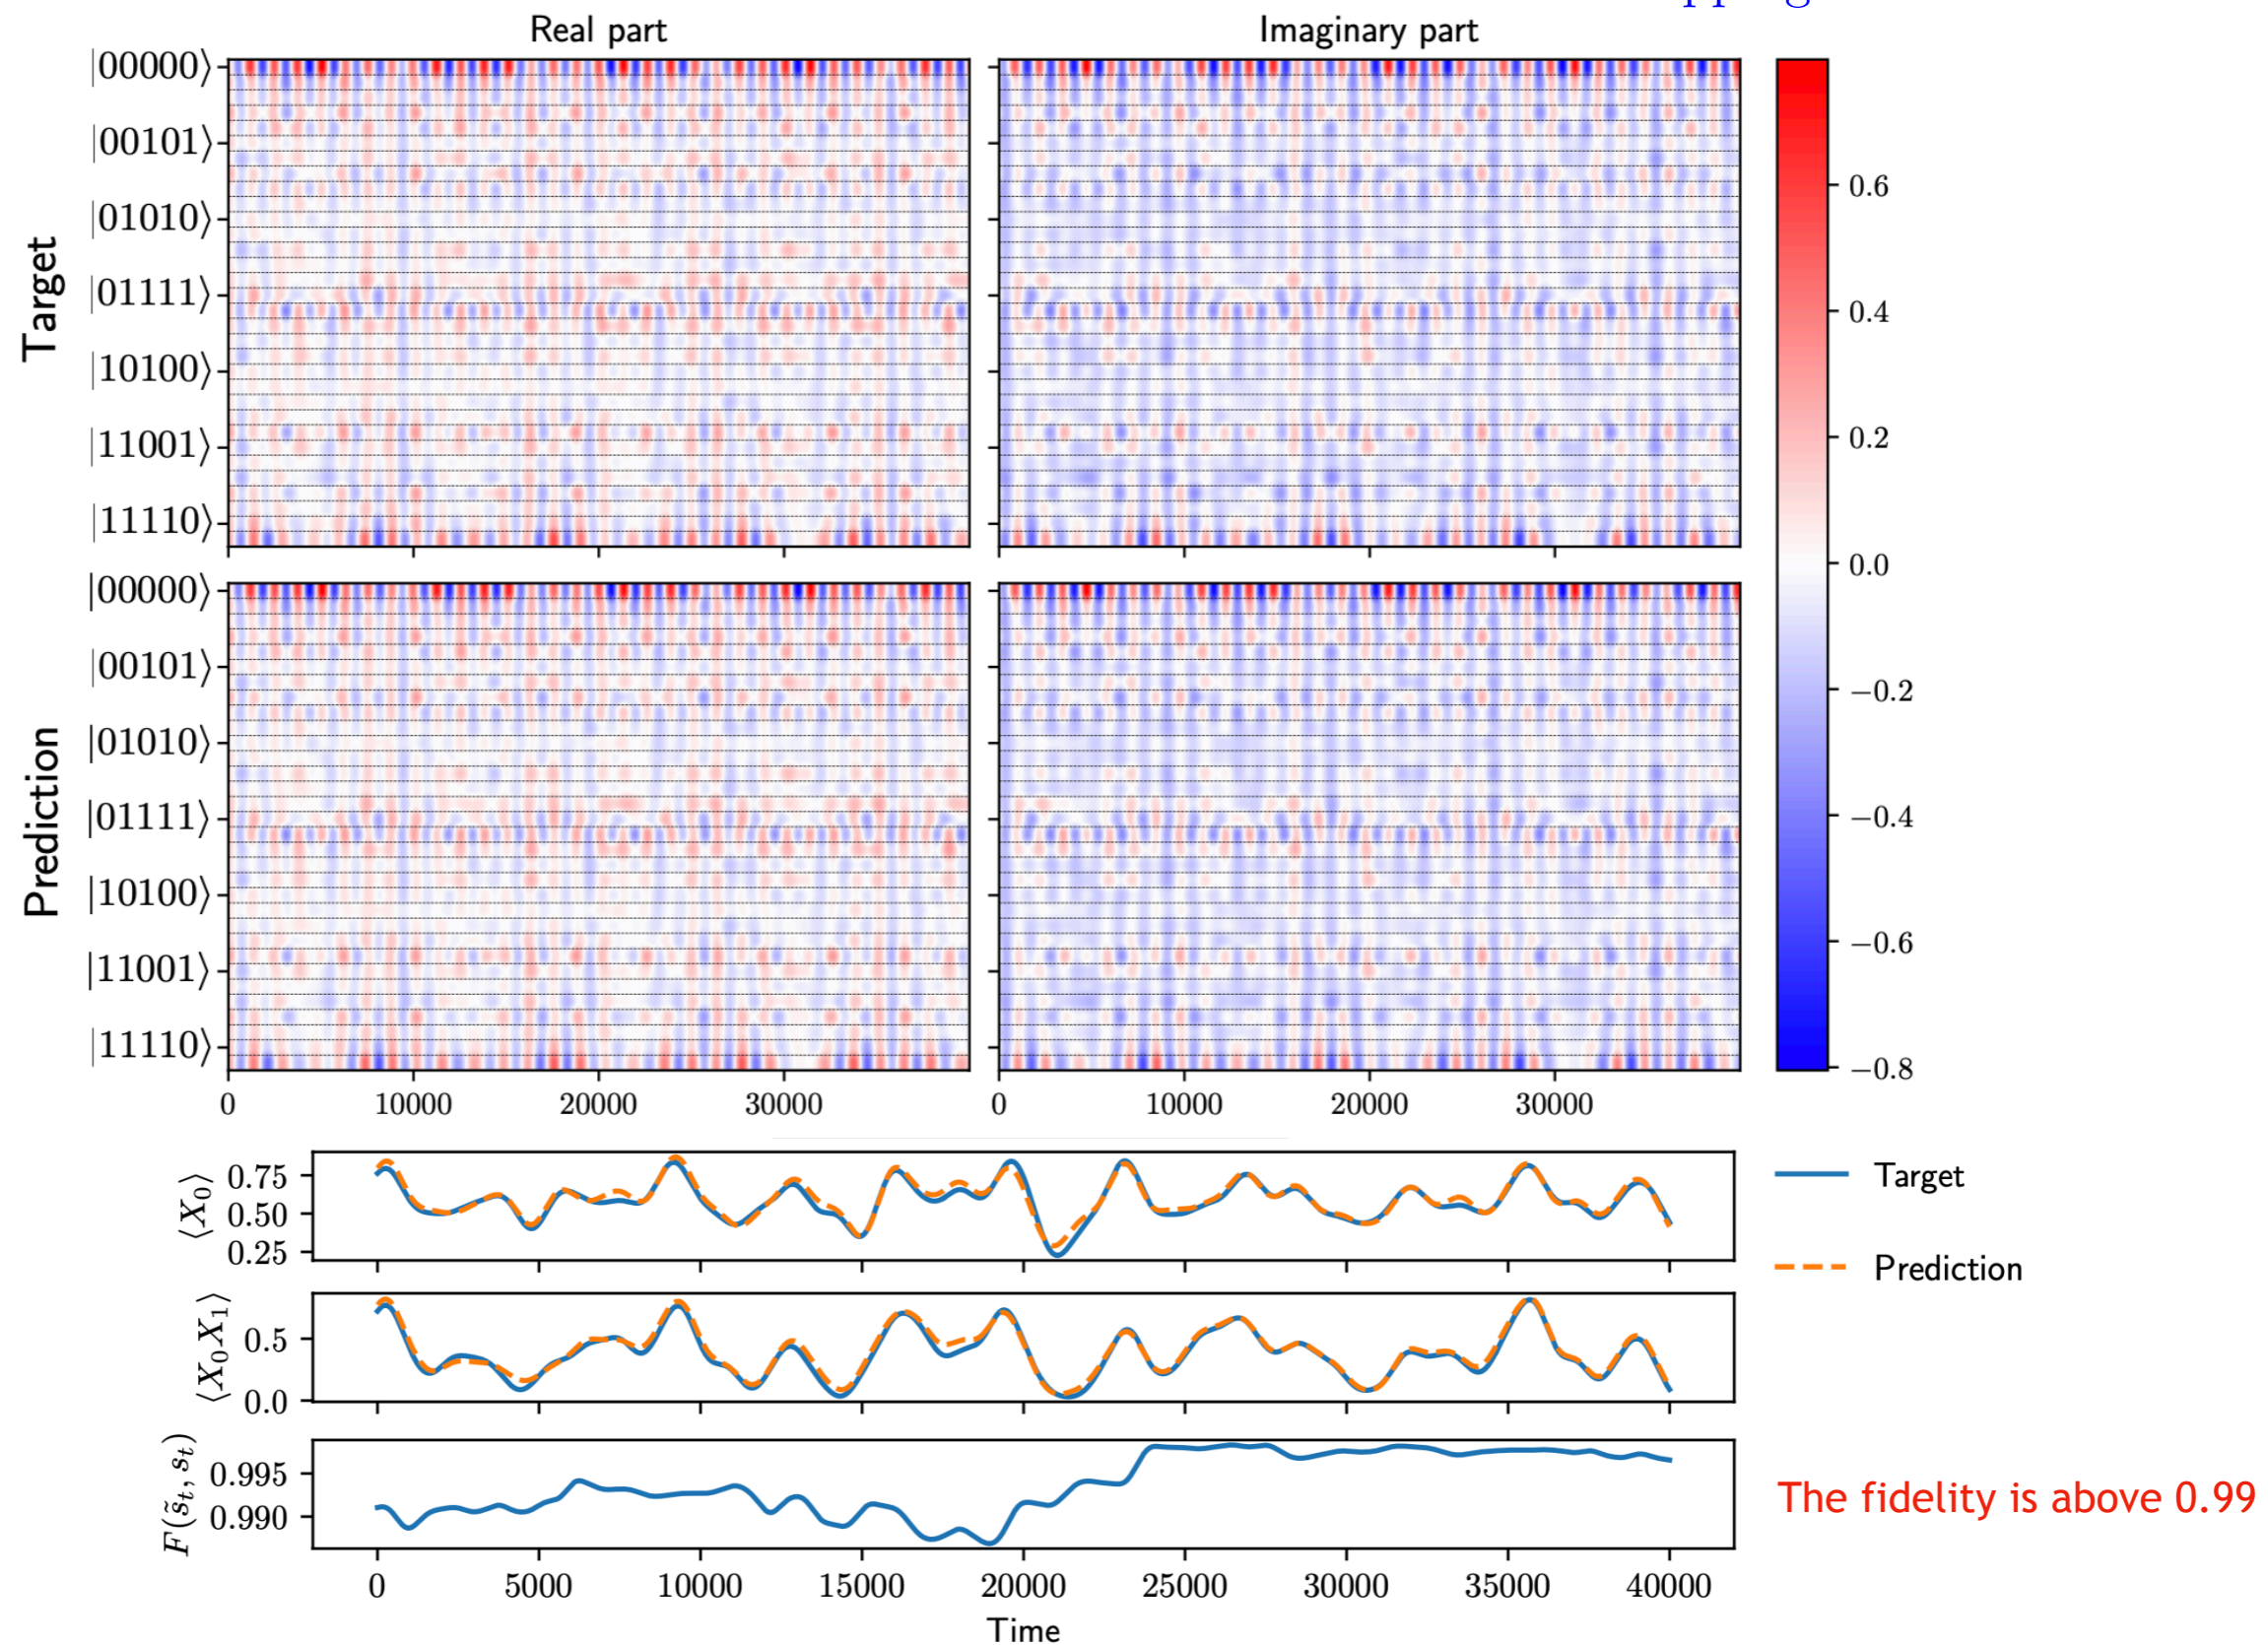 pping
Real part
Imaginary part
Target
|00000⟩
|00101⟩
|01010⟩
|01111⟩
|10100⟩
|11001⟩
|11110⟩
0.6
0.4
0.2
0.0
−0.2
−0.4
−0.6
−0.8
Prediction
|00000⟩
|00101⟩
|01010⟩
|01111⟩
|10100⟩
|11001⟩
|11110⟩
0 10000 20000 30000
0 10000 20000 30000
⟨X₀⟩
0.75
0.50
0.25
Target
Prediction
⟨X₀X₁⟩
0.5
0.0
F(s̃ₜ, sₜ)
0.995
0.990
The fidelity is above 0.99
0 5000 10000 15000 20000 25000 30000 35000 40000
Time